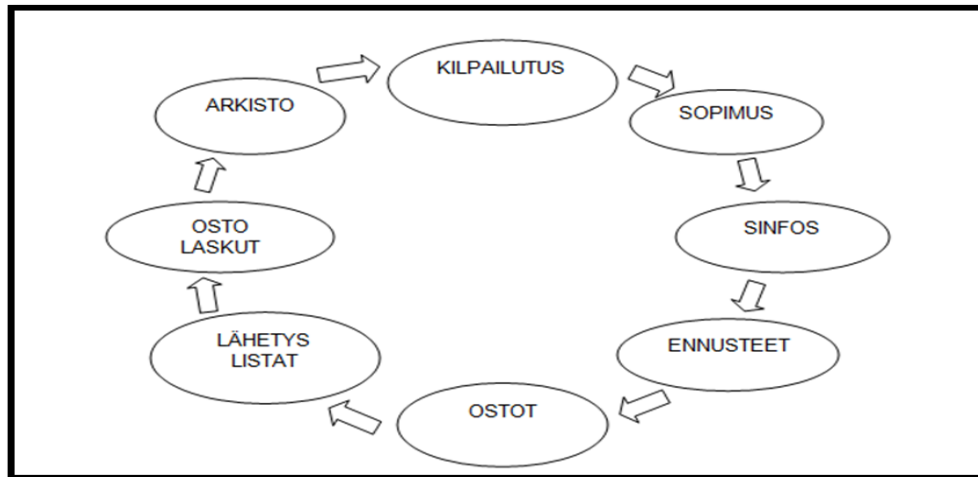 KILPAILUTUS
SOPIMUS
SINFOS
ENNUSTEET
OSTOT
LÄHETYS
LISTAT
OSTO
LASKUT
ARKISTO